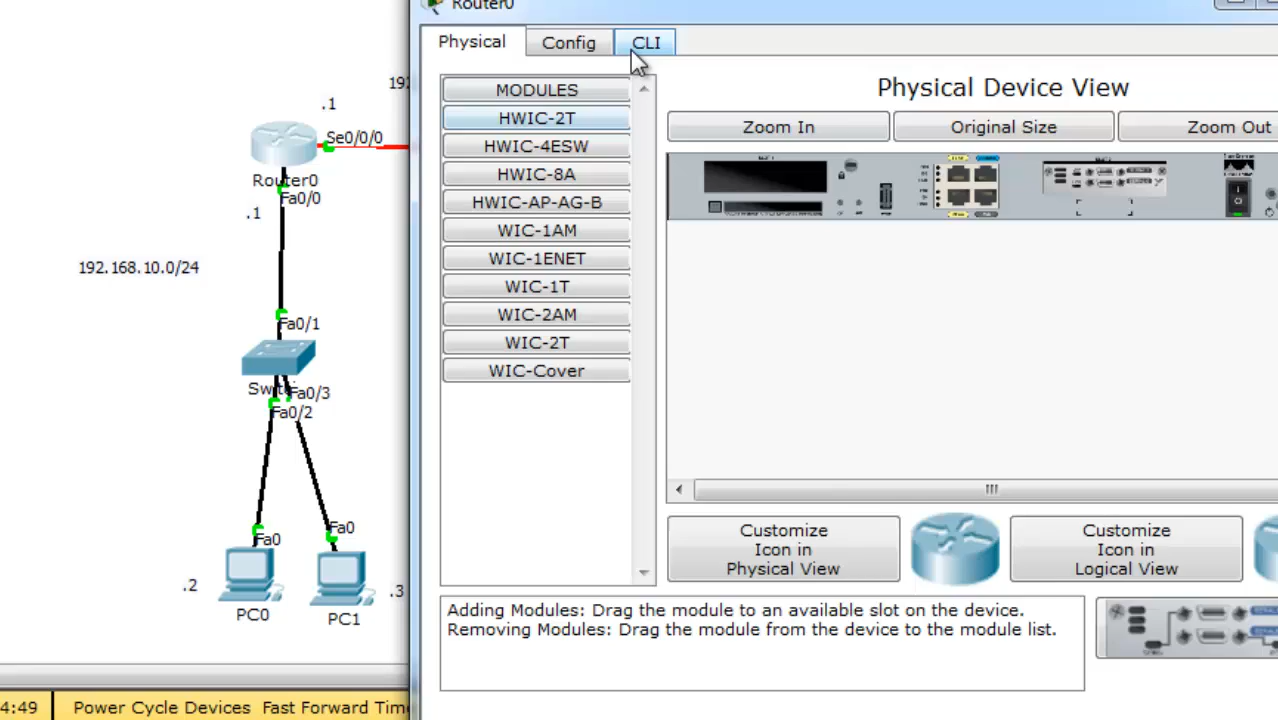 Router0
Physical
Config
CLI
MODULES
HWIC-2T
HWIC-4ESW
HWIC-8A
HWIC-AP-AG-B
WIC-1AM
WIC-1ENET
WIC-1T
WIC-2AM
WIC-2T
WIC-Cover
Physical Device View
Zoom In
Original Size
Zoom Out
Customize
Icon in
Physical View
Customize
Icon in
Logical View
Adding Modules: Drag the module to an available slot on the device.
Removing Modules: Drag the module from the device to the module list.
192
.1
Se0/0/0
Router0
Fa0/0
.1
192.168.10.0/24
Fa0/1
Fa0/3
Fa0/2
Fa0
Fa0
.2
.3
PC0
PC1
4:49
Power Cycle Devices
Fast Forward Time